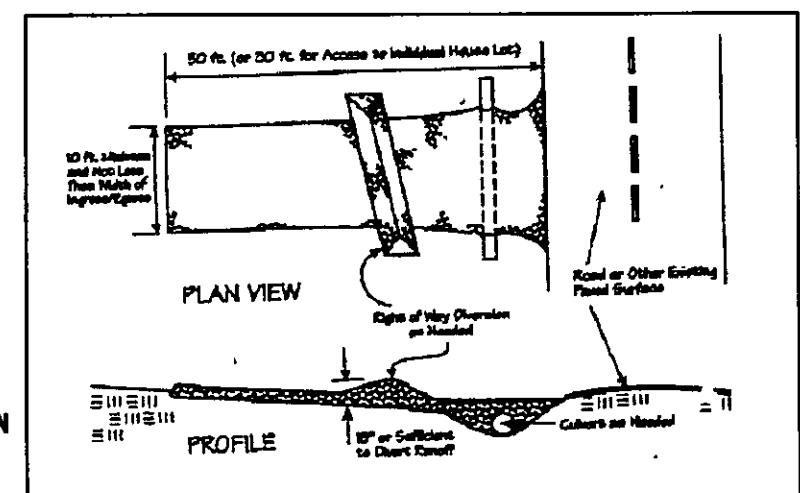 50 ft. (or 30 ft. for Access to Individual House Lot)
10 Ft. Minimum
and Not Less
Than Width of
Ingress/Egress
PLAN VIEW
Road or Other Existing
Paved Surface
Right of Way Diversion
as Needed
N
PROFILE
18" or Sufficient
to Divert Runoff
Culvert as Needed